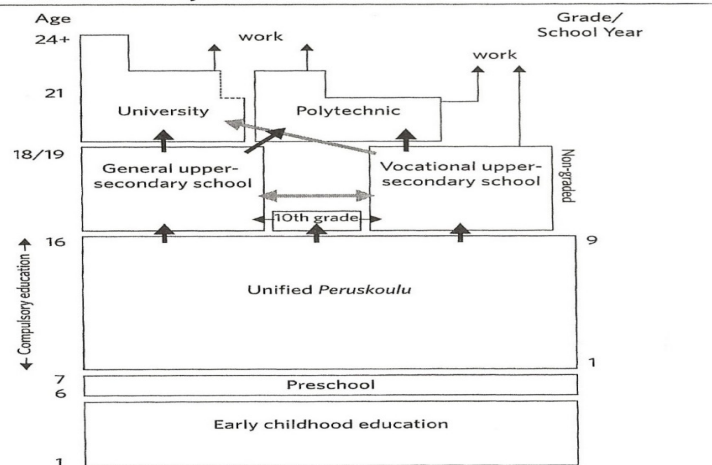 Age
Grade/
School Year
24+
work
work
21
University
Polytechnic
18/19
General upper-
secondary school
Vocational upper-
secondary school
Non-graded
10th grade
16
9
Compulsory education
Unified Peruskoulu
1
7
Preschool
6
Early childhood education
1